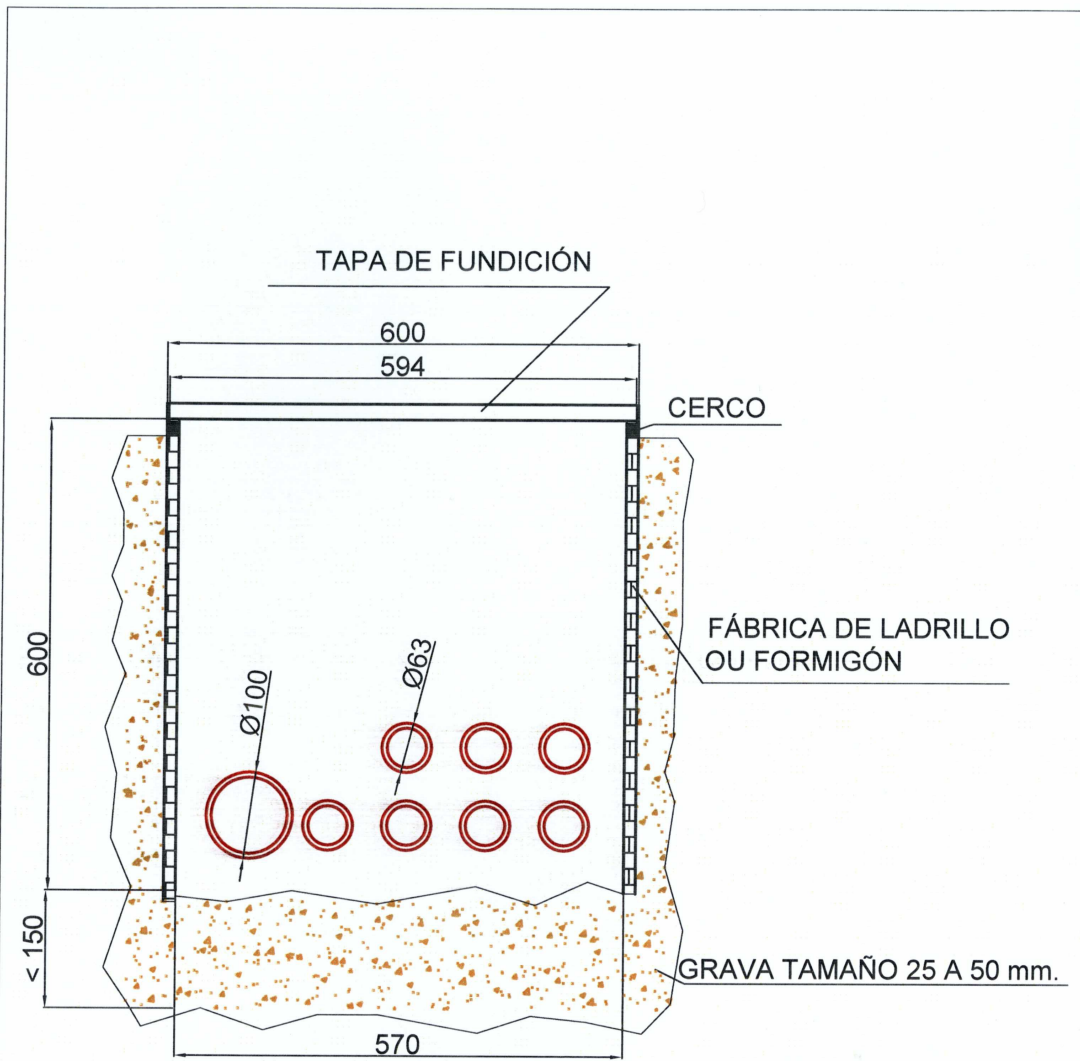 TAPA DE FUNDICIÓN
600
594
CERCO
600
FÁBRICA DE LADRILLO
OU FORMIGÓN
Ø63
Ø100
< 150
GRAVA TAMAÑO 25 A 50 mm.
570